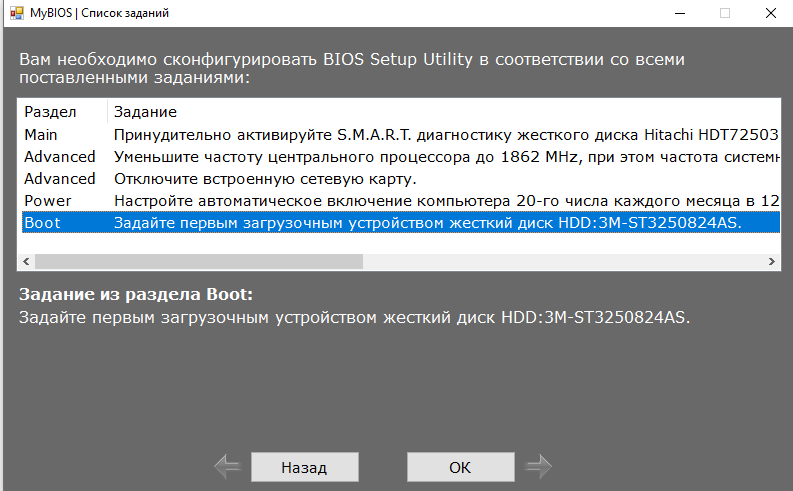 MyBIOS | Список заданий
Вам необходимо сконфигурировать BIOS Setup Utility в соответствии со всеми
поставленными заданиями:
Раздел Задание
Main Принудительно активируйте S.M.A.R.T. диагностику жесткого диска Hitachi HDT72503
Advanced Уменьшите частоту центрального процессора до 1862 MHz, при этом частота системн
Advanced Отключите встроенную сетевую карту.
Power Настройте автоматическое включение компьютера 20-го числа каждого месяца в 12
Boot Задайте первым загрузочным устройством жесткий диск HDD:3M-ST3250824AS.
Задание из раздела Boot:
Задайте первым загрузочным устройством жесткий диск HDD:3M-ST3250824AS.
Назад OK